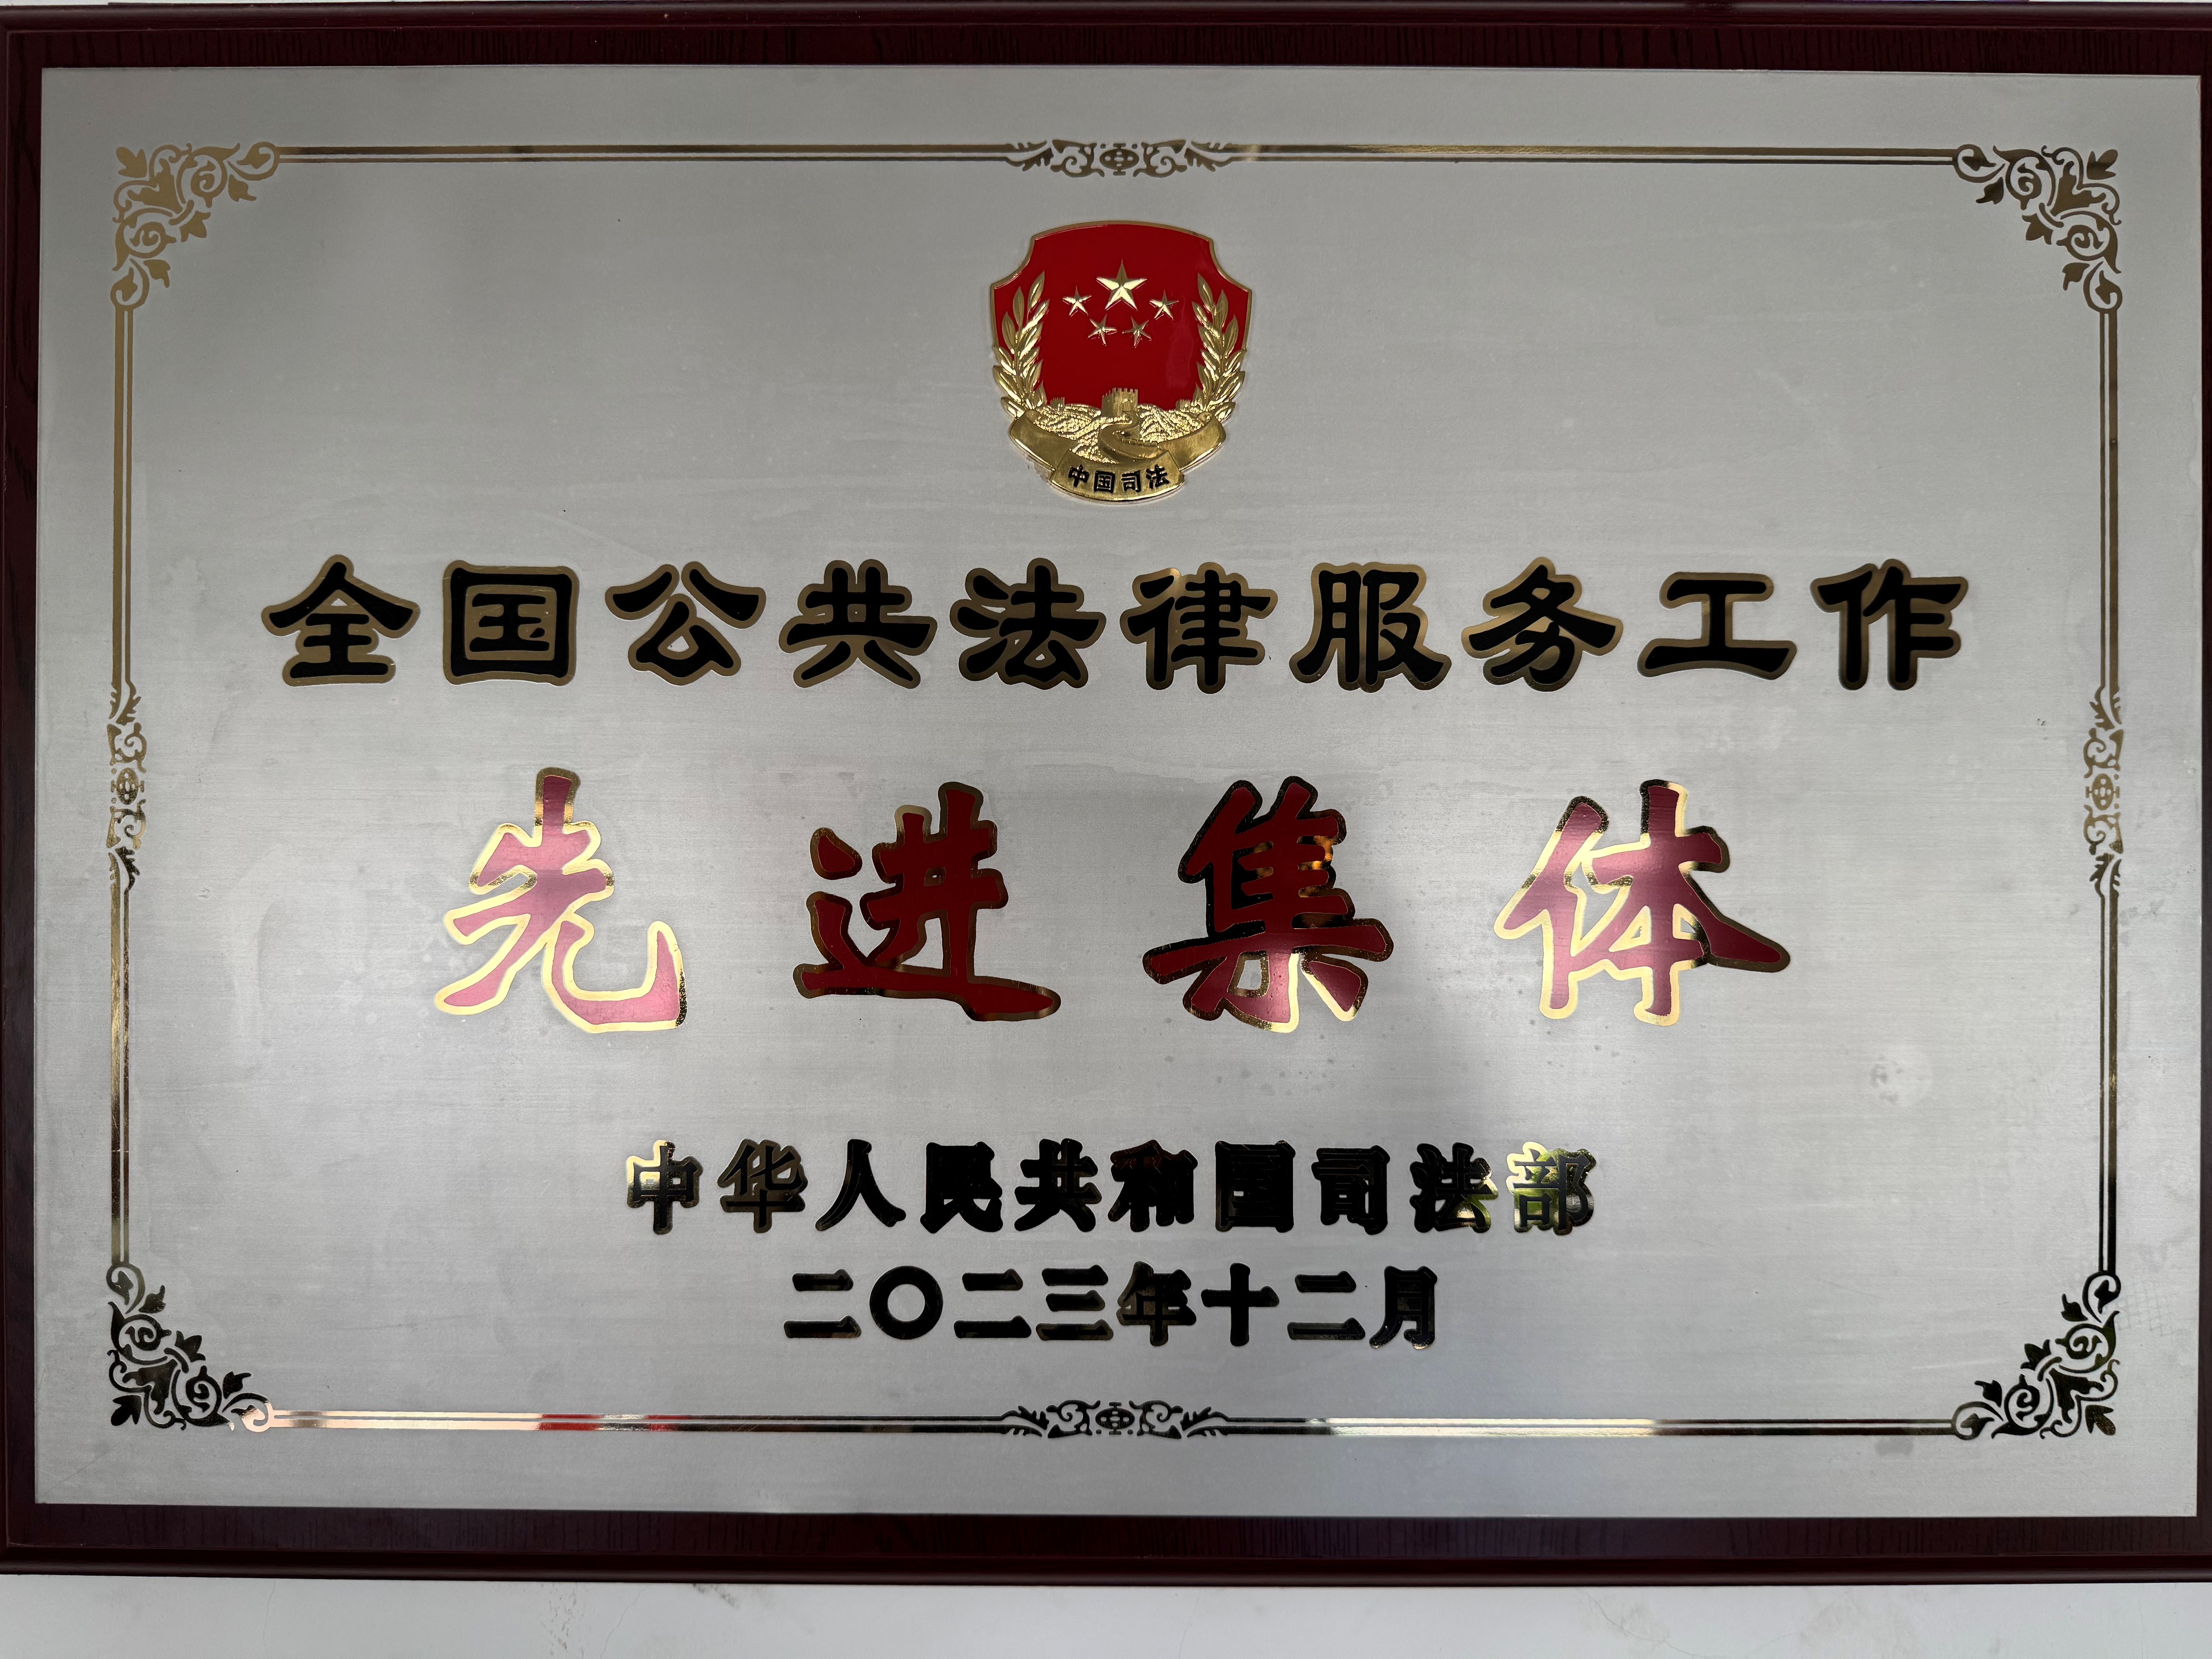 中国司法
全国公共法律服务工作
先进集体
中华人民共和国司法部
二〇二三年十二月